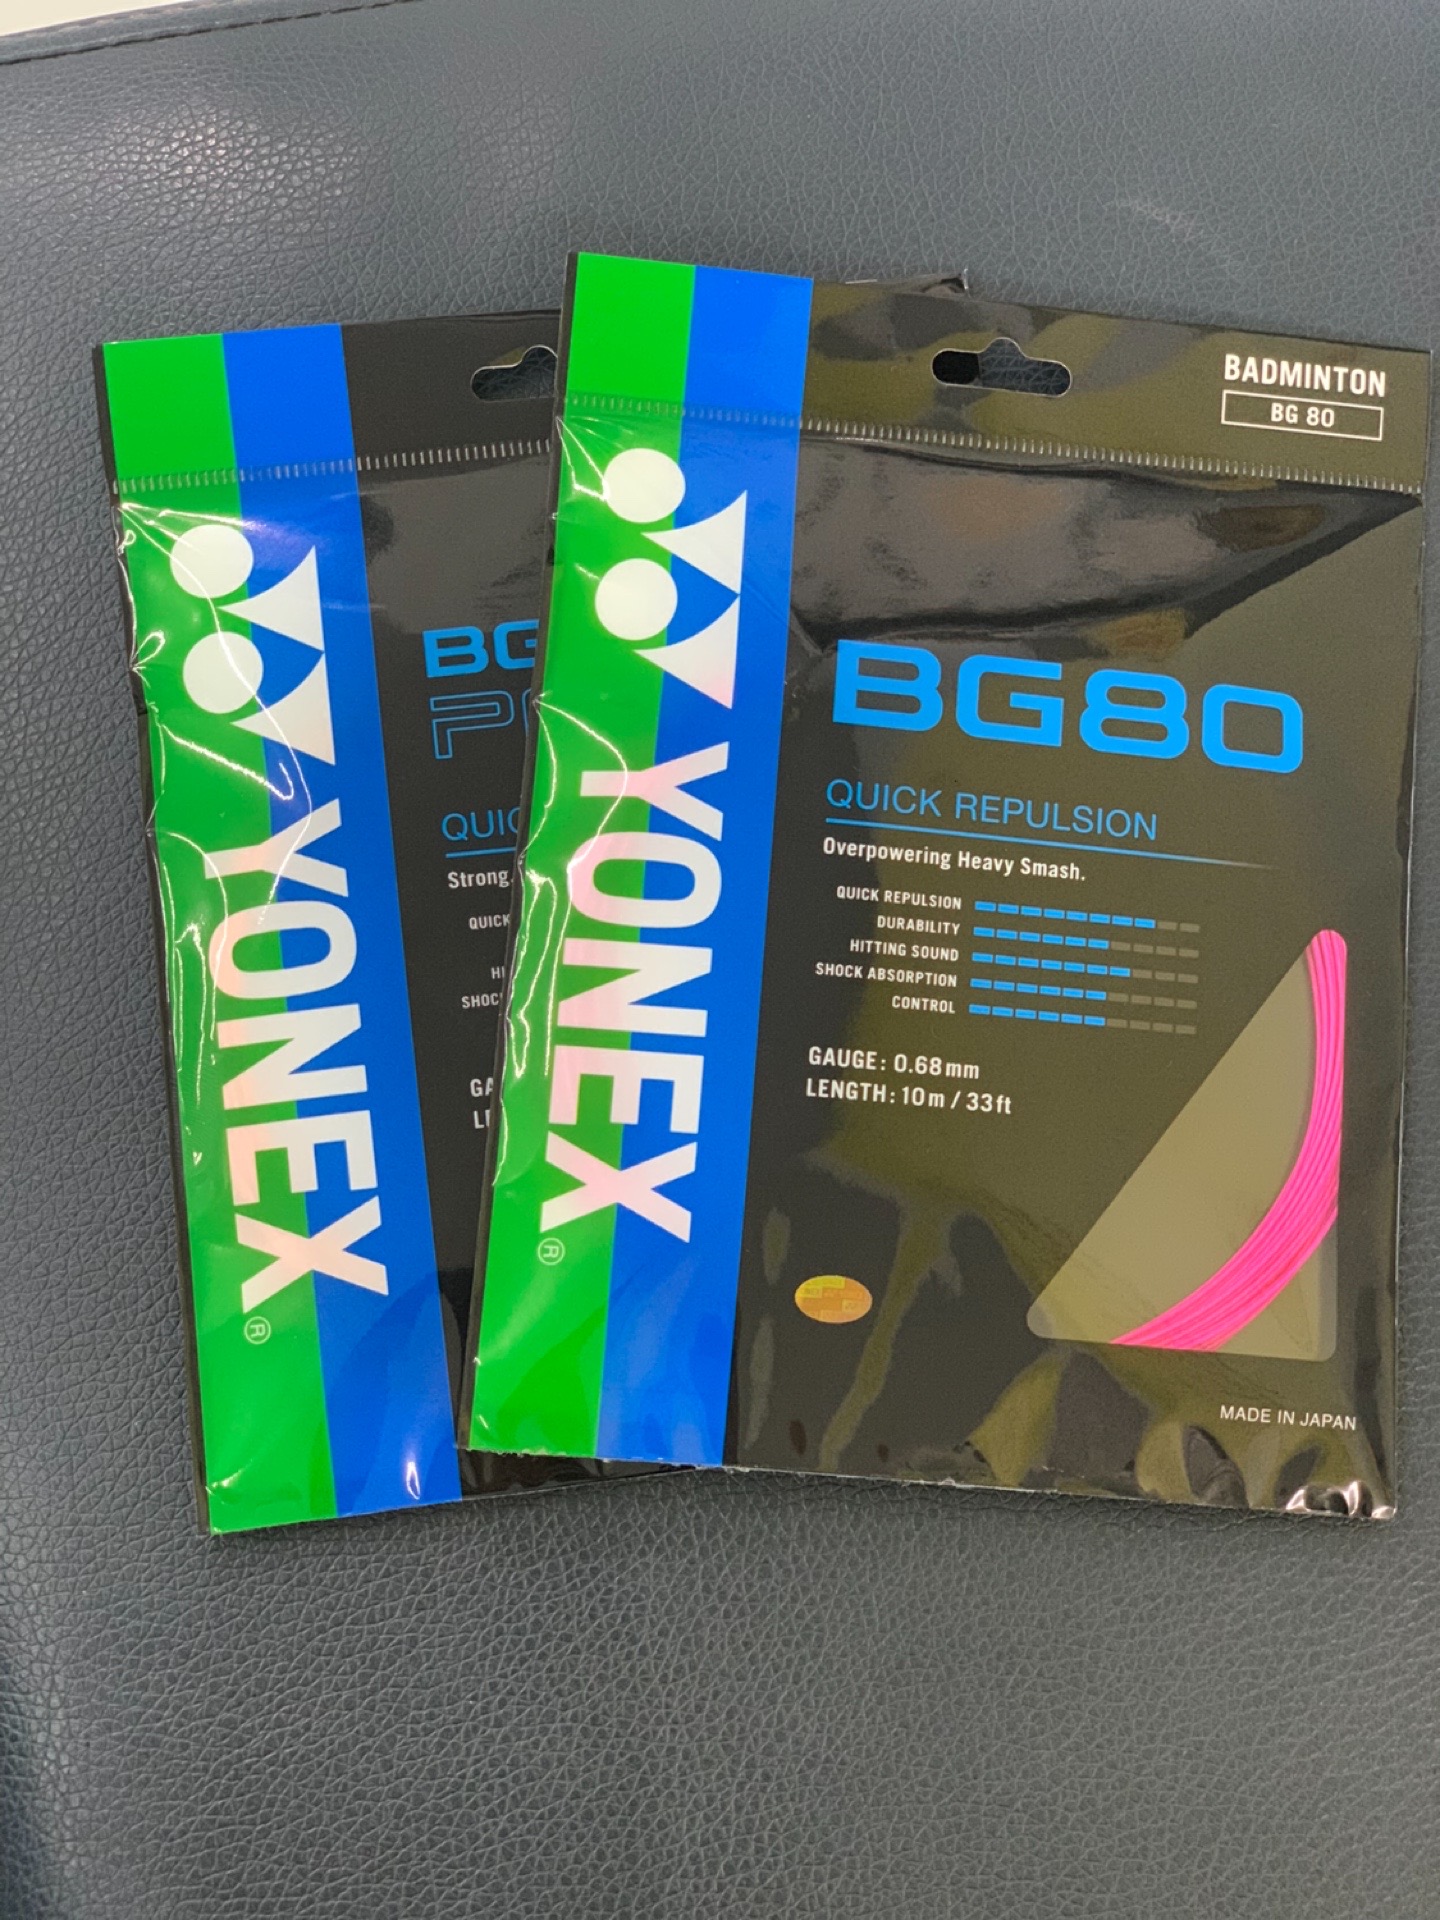 YONEX
®
BG
QUIC
Strong.
QUICK
HI
SHOC
GA
LE
YONEX
®
BADMINTON
BG 80
BG80
QUICK REPULSION
Overpowering Heavy Smash.
QUICK REPULSION
DURABILITY
HITTING SOUND
SHOCK ABSORPTION
CONTROL
GAUGE: 0.68mm
LENGTH: 10m / 33ft
MADE IN JAPAN